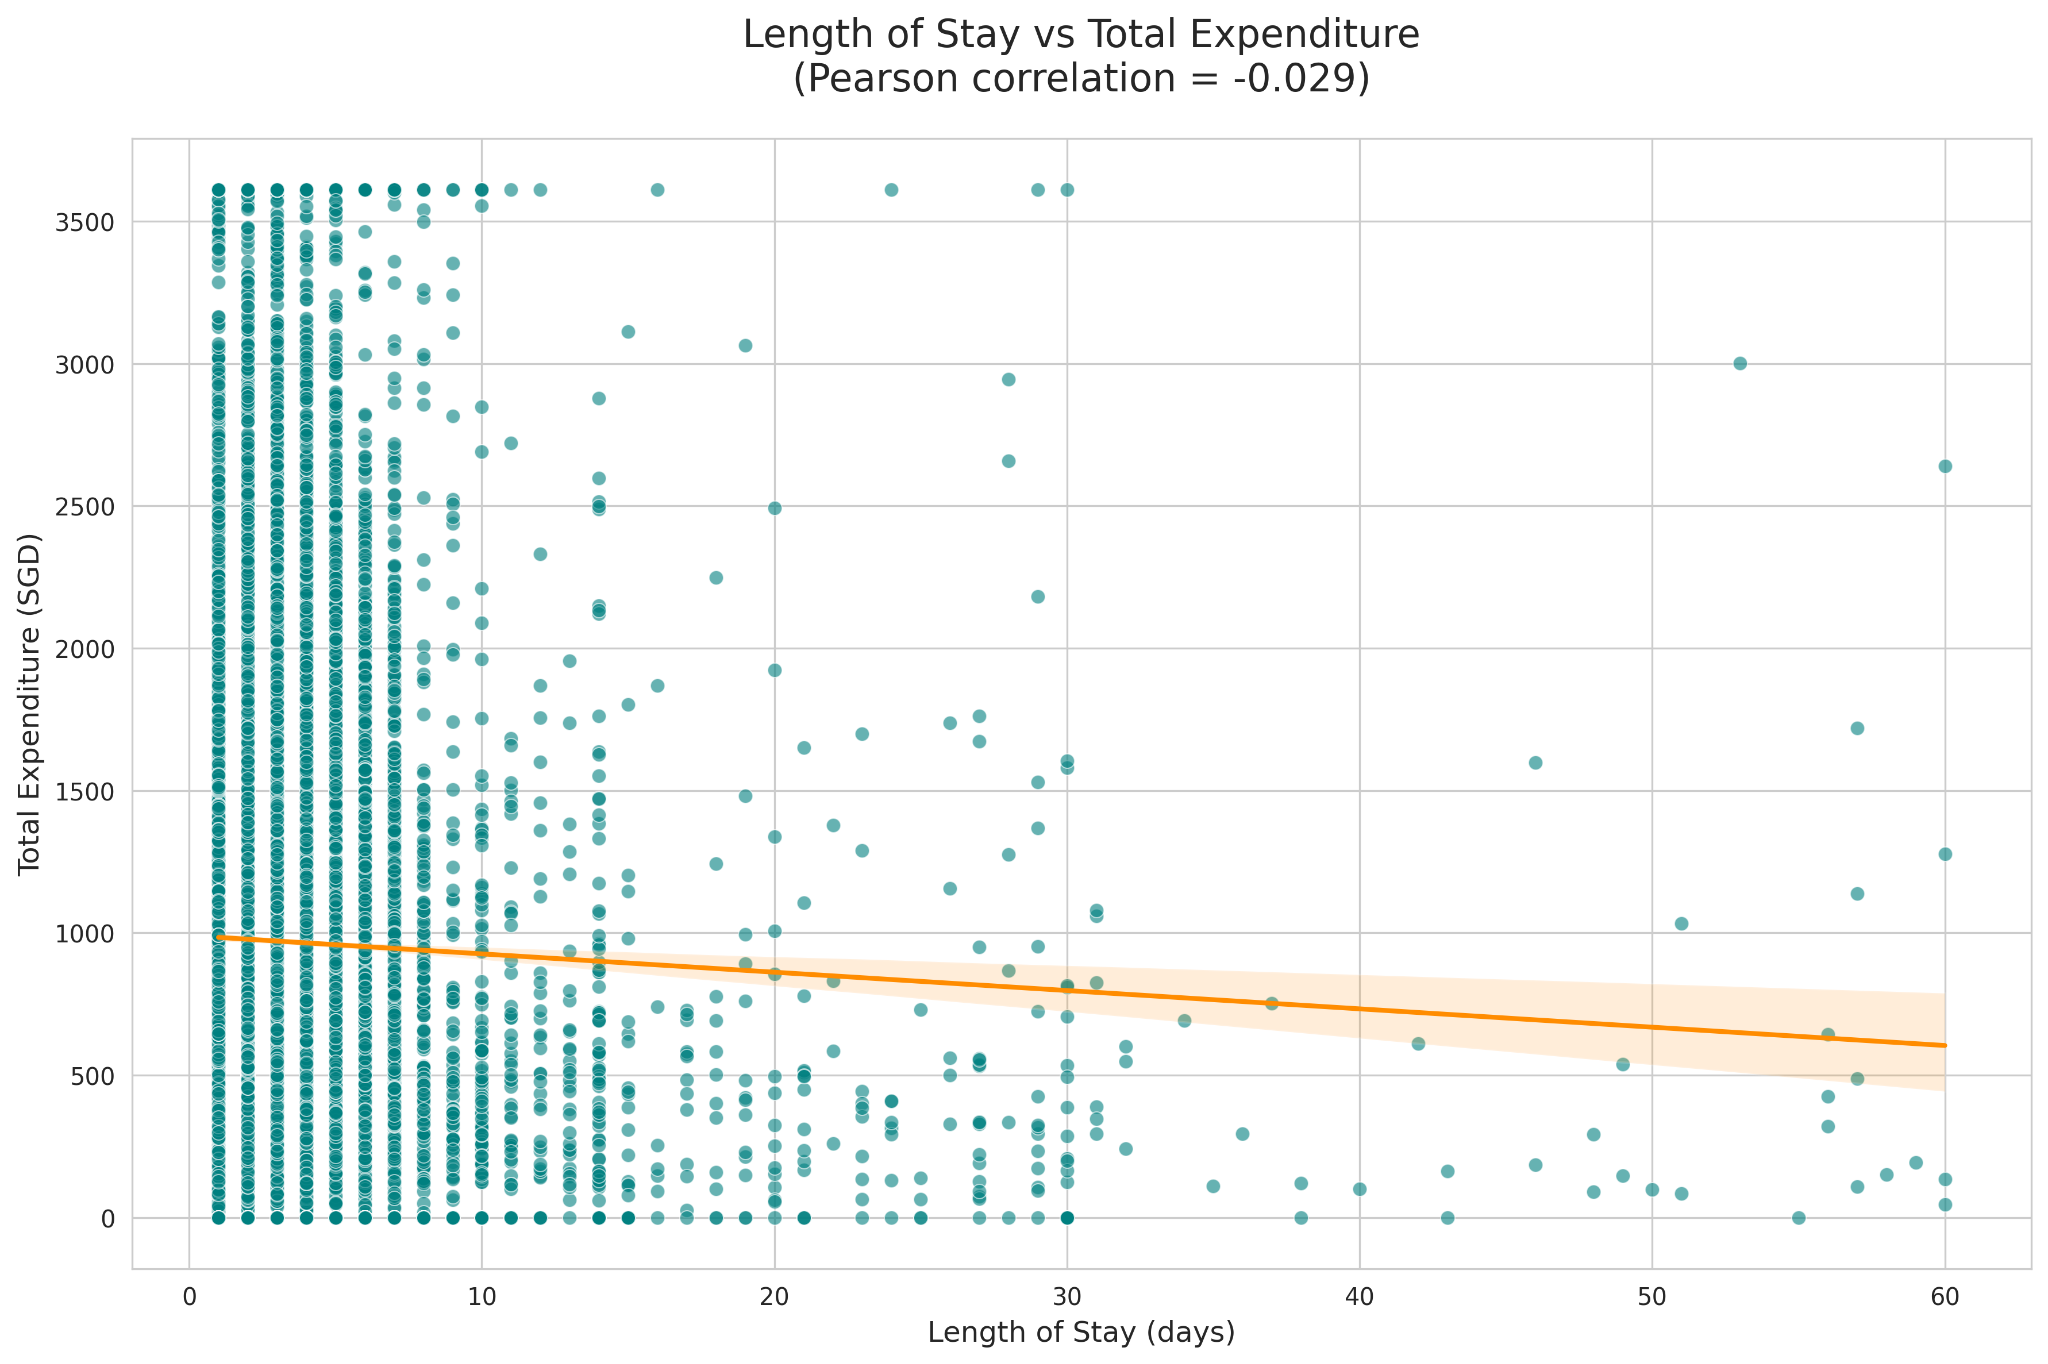 Length of Stay vs Total Expenditure
(Pearson correlation = -0.029)
Total Expenditure (SGD)
3500
3000
2500
2000
1500
1000
500
0
0 10 20 30 40 50 60
Length of Stay (days)